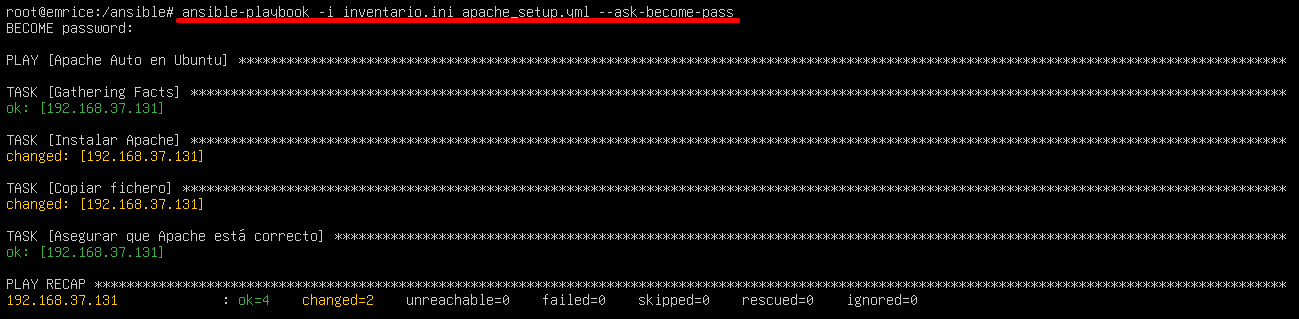 root@emrice:/ansible# ansible-playbook -i inventario.ini apache_setup.yml --ask-become-pass
BECOME password:
PLAY [Apache Auto en Ubuntu] ***********************************************************************************************************************************
TASK [Gathering Facts] *****************************************************************************************************************************************
ok: [192.168.37.131]
TASK [Instalar Apache] *****************************************************************************************************************************************
changed: [192.168.37.131]
TASK [Copiar fichero] ******************************************************************************************************************************************
changed: [192.168.37.131]
TASK [Asegurar que Apache está correcto] ***********************************************************************************************************************
ok: [192.168.37.131]
PLAY RECAP *****************************************************************************************************************************************************
192.168.37.131             : ok=4    changed=2    unreachable=0    failed=0    skipped=0    rescued=0    ignored=0